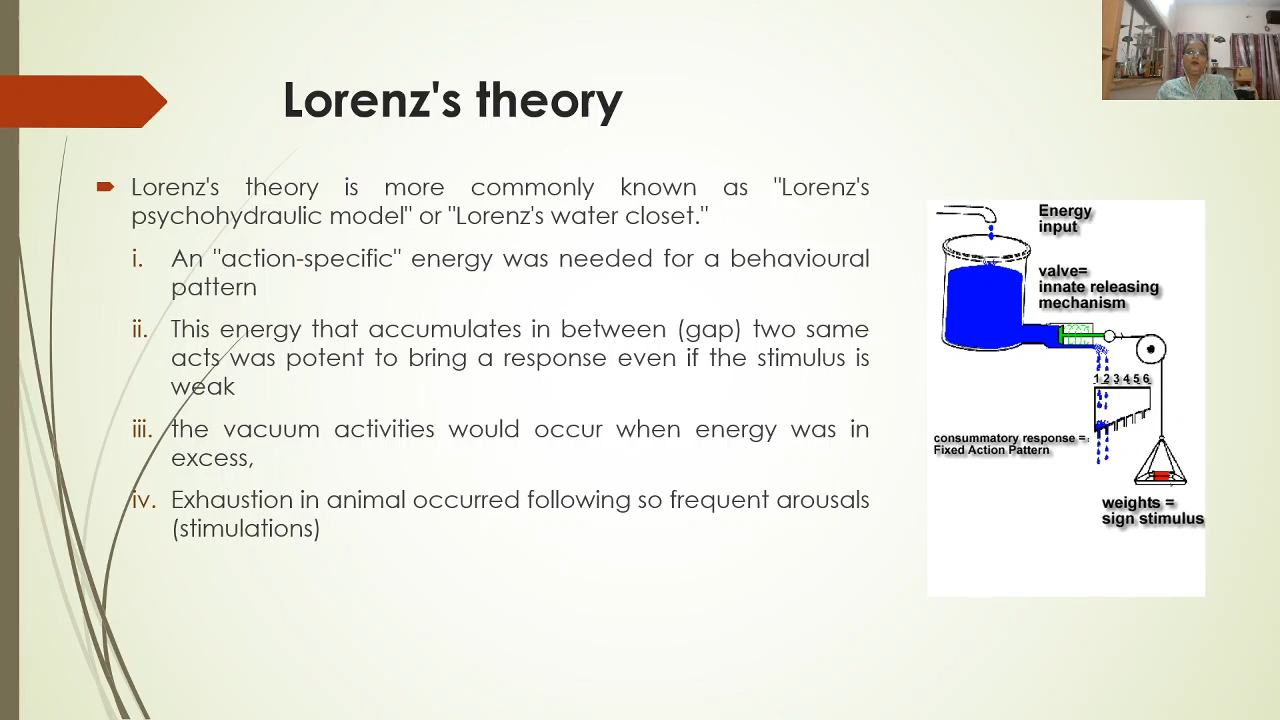 Lorenz's theory
Lorenz's theory is more commonly known as "Lorenz's
psychohydraulic model" or "Lorenz's water closet."
i. An "action-specific" energy was needed for a behavioural
pattern
ii. This energy that accumulates in between (gap) two same
acts was potent to bring a response even if the stimulus is
weak
iii. the vacuum activities would occur when energy was in
excess,
iv. Exhaustion in animal occurred following so frequent arousals
(stimulations)
Energy
input
valve=
innate releasing
mechanism
1 2 3 4 5 6
consummatory response =
Fixed Action Pattern
weights =
sign stimulus